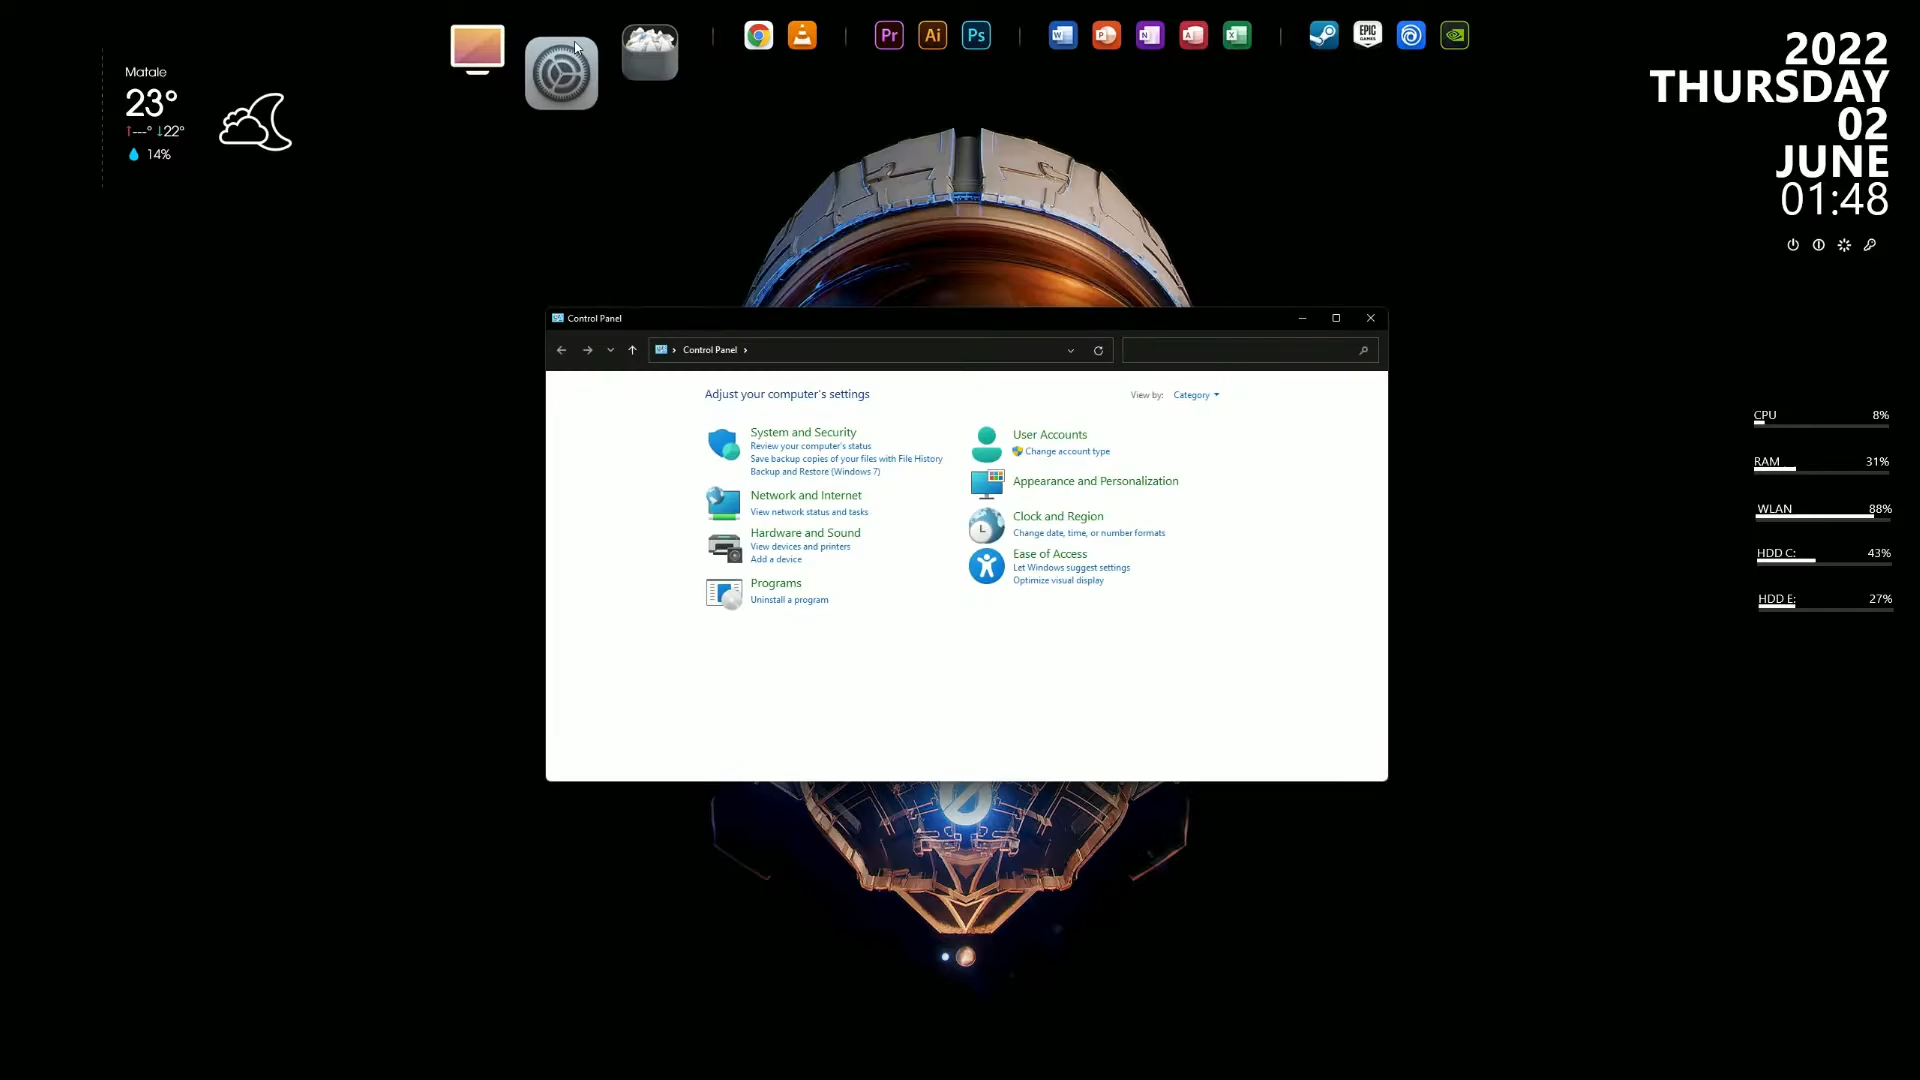 Matale
23°
↑---° ↓22°
14%
Pr
Ai
Ps
EPIC
GAMES
2022
THURSDAY
02
JUNE
01:48
Control Panel
Control Panel
Adjust your computer's settings
View by: Category
System and Security
Review your computer's status
Save backup copies of your files with File History
Backup and Restore (Windows 7)
Network and Internet
View network status and tasks
Hardware and Sound
View devices and printers
Add a device
Programs
Uninstall a program
User Accounts
Change account type
Appearance and Personalization
Clock and Region
Change date, time, or number formats
Ease of Access
Let Windows suggest settings
Optimize visual display
CPU 8%
RAM 31%
WLAN 88%
HDD C: 43%
HDD E: 27%